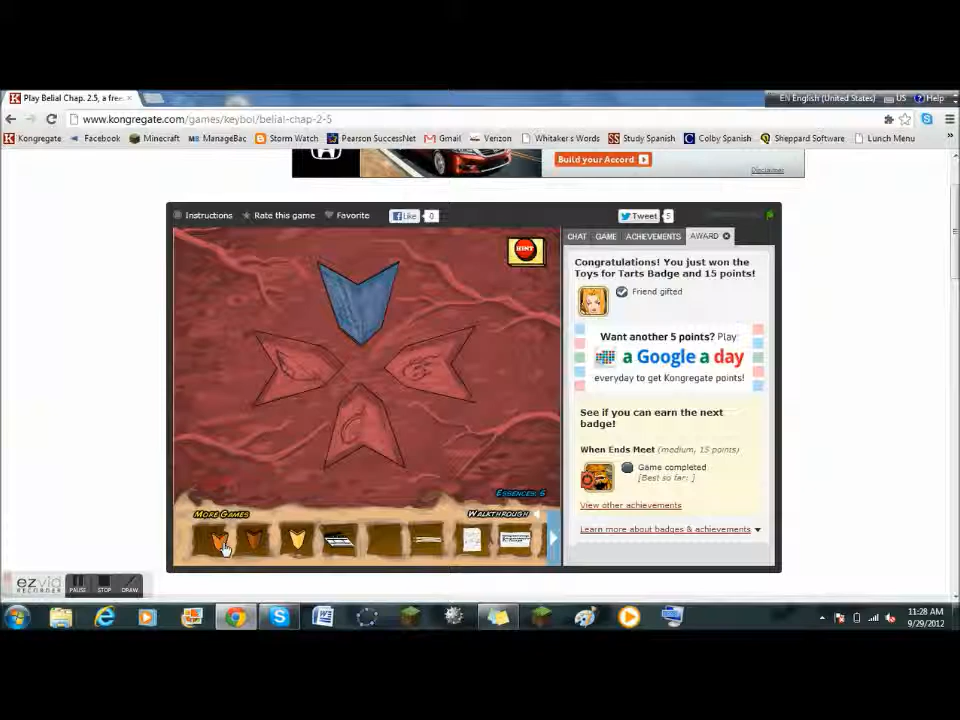 Play Belial Chap. 2.5, a free
EN English (United States) US Help
www.kongregate.com/games/keybol/belial-chap-2-5
Kongregate Facebook Minecraft ManageBac Storm Watch Pearson SuccessNet Gmail Verizon Whitaker's Words Study Spanish Colby Spanish Sheppard Software Lunch Menu
Build your Accord
Disclaimer
Instructions Rate this game Favorite Like 0 Tweet 5
CHAT GAME ACHIEVEMENTS AWARD
HINT
Congratulations! You just won the
Toys for Tarts Badge and 15 points!
Friend gifted
Want another 5 points? Play
a Google a day
everyday to get Kongregate points!
See if you can earn the next
badge!
When Ends Meet (medium, 15 points)
Game completed
[Best so far: ]
View other achievements
Learn more about badges & achievements
Essences: 6
More Games Walkthrough
ezvid
RECORDER PAUSE STOP DRAW
11:28 AM
9/29/2012